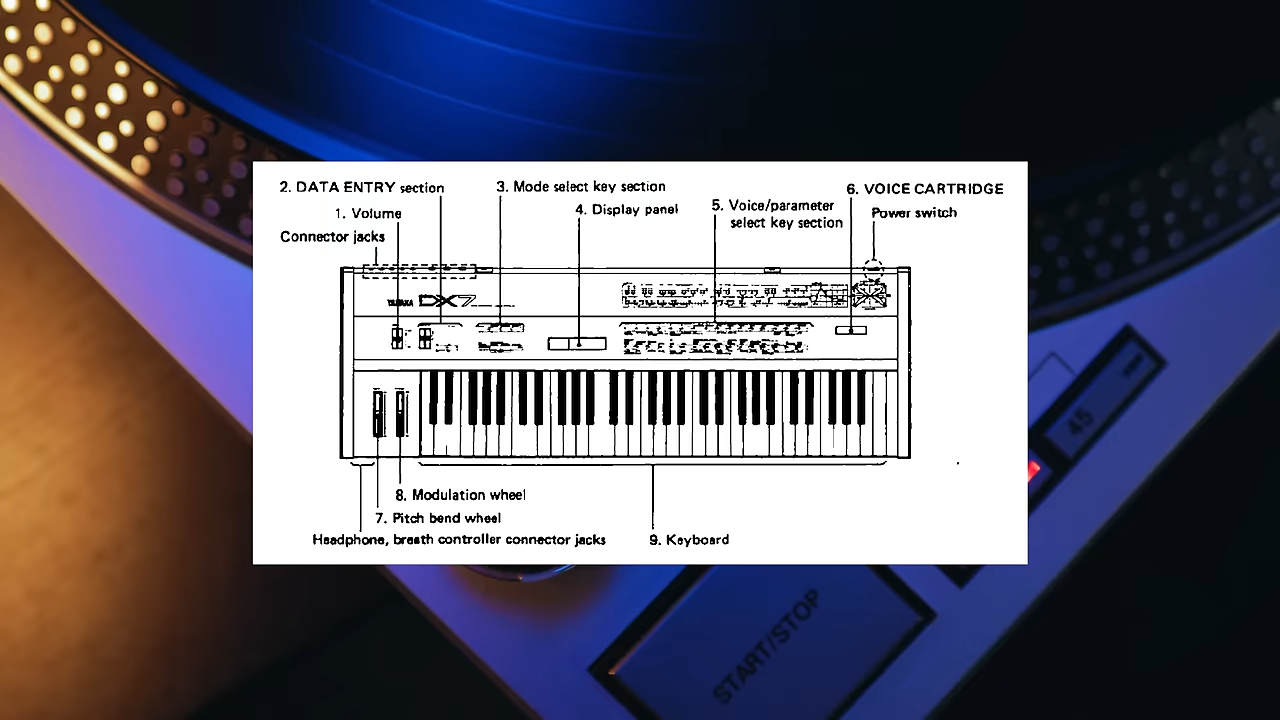 2. DATA ENTRY section
3. Mode select key section
6. VOICE CARTRIDGE
1. Volume
4. Display panel
5. Voice/parameter
select key section
Power switch
Connector jacks
YAMAHA DX7
8. Modulation wheel
7. Pitch bend wheel
Headphone, breath controller connector jacks
9. Keyboard
45
START/STOP